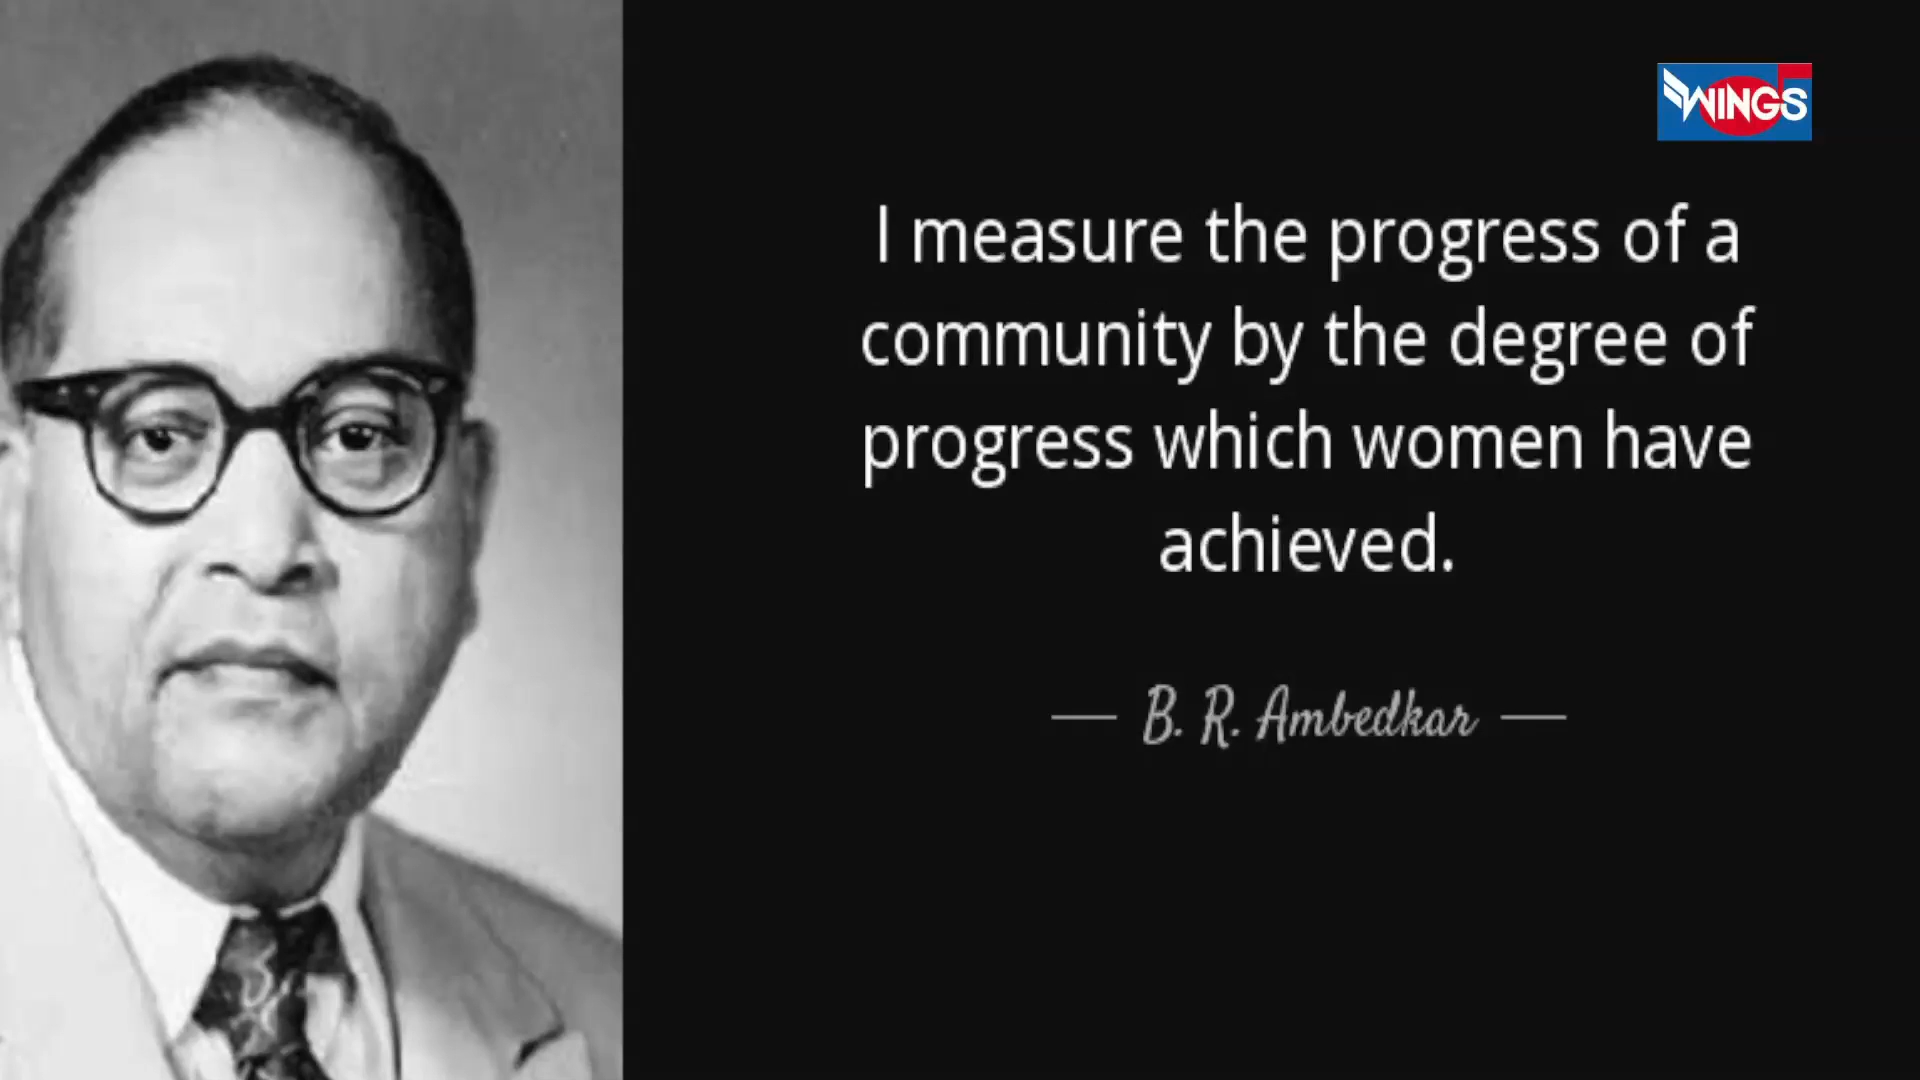 WINGS
I measure the progress of a
community by the degree of
progress which women have
achieved.
— B. R. Ambedkar —